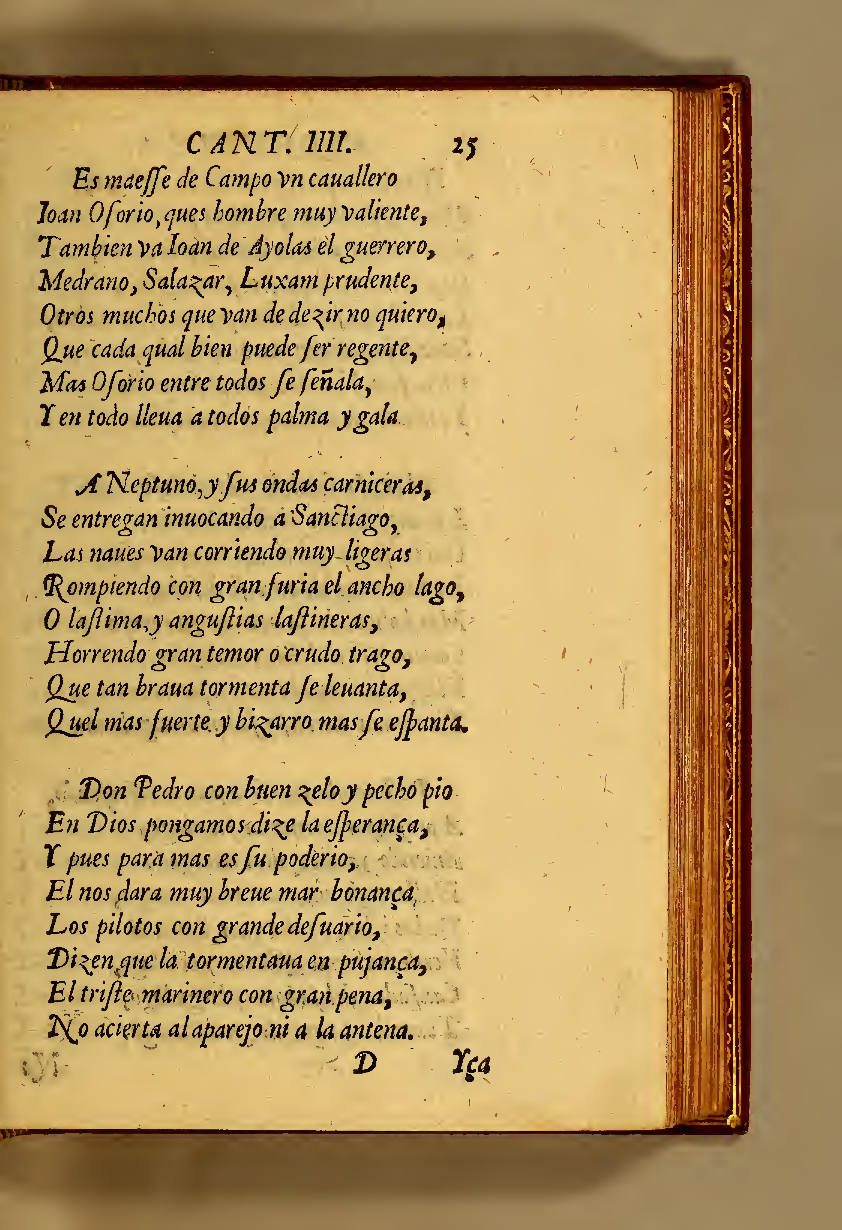 CANT. IIII. 25
Es maesse de Campo vn cauallero
Ioan Osorio, ques hombre muy valiente,
Tambien va Ioan de Ayolas el guerrero,
Medrano, Salazar, Luxam prudente,
Otros muchos que van de dezir no quiero,
Que cada qual bien puede ser regente,
Mas Osorio entre todos se señala,
Y en todo lleua a todos palma y gala.

A Neptuno, y sus ondas carniceras,
Se entregan inuocando a Sanctiago,
Las naues van corriendo muy ligeras
Rompiendo con gran furia el ancho lago,
O lastima, y angustias lastineras,
Horrendo gran temor o crudo trago,
Que tan braua tormenta se leuanta,
Quel mas fuerte y bizarro mas se espanta.

Don Pedro con buen zelo y pecho pio
En Dios pongamos dize la esperança,
Y pues para mas es su poderio,
El nos dara muy breue mar bonança,
Los pilotos con grande desuario,
Dizen que la tormentaua en pujança,
El triste marinero con gran pena,
No acierta al aparejo ni a la antena.
D Yça